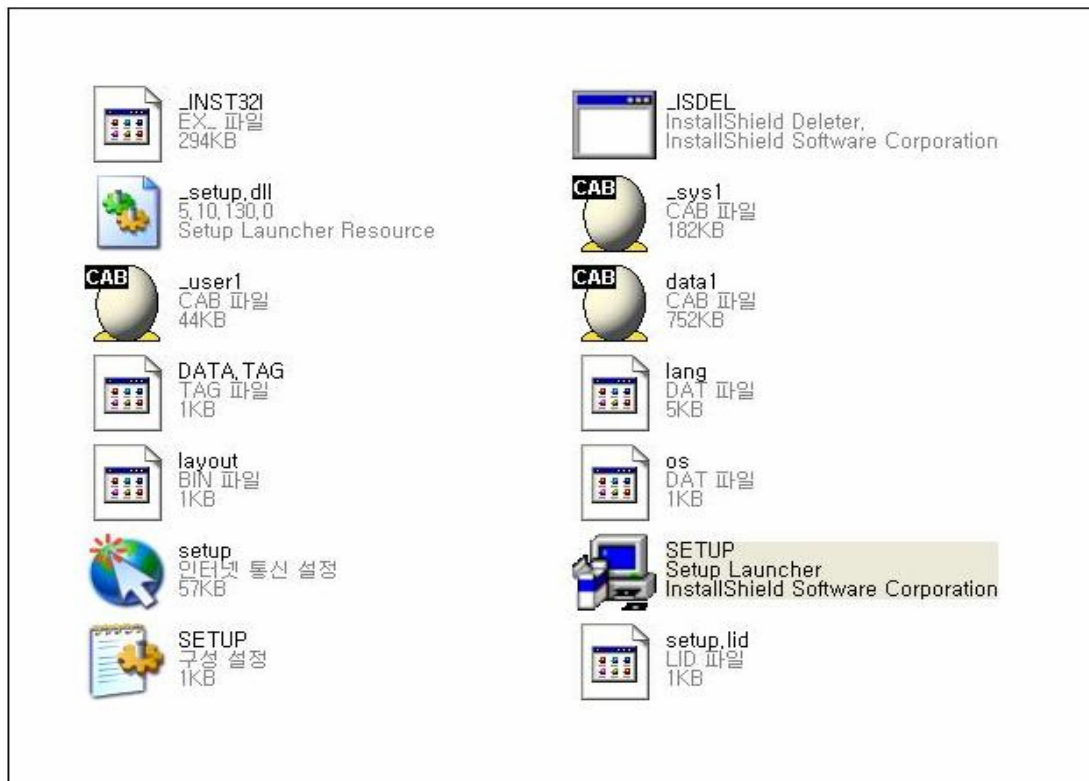 _INST32I
EX_ 파일
294KB
_ISDEL
InstallShield Deleter,
InstallShield Software Corporation
_setup,dll
5,10,130,0
Setup Launcher Resource
CAB
_sys1
CAB 파일
182KB
CAB
_user1
CAB 파일
44KB
CAB
data1
CAB 파일
752KB
DATA,TAG
TAG 파일
1KB
lang
DAT 파일
5KB
layout
BIN 파일
1KB
os
DAT 파일
1KB
setup
인터넷 통신 설정
57KB
SETUP
Setup Launcher
InstallShield Software Corporation
SETUP
구성 설정
1KB
setup,lid
LID 파일
1KB